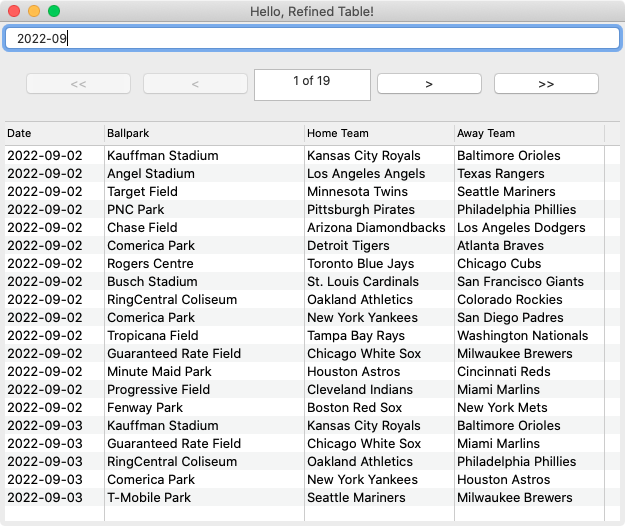 Hello, Refined Table!
2022-09
<< < 1 of 19 > >>
Date Ballpark Home Team Away Team
2022-09-02 Kauffman Stadium Kansas City Royals Baltimore Orioles
2022-09-02 Angel Stadium Los Angeles Angels Texas Rangers
2022-09-02 Target Field Minnesota Twins Seattle Mariners
2022-09-02 PNC Park Pittsburgh Pirates Philadelphia Phillies
2022-09-02 Chase Field Arizona Diamondbacks Los Angeles Dodgers
2022-09-02 Comerica Park Detroit Tigers Atlanta Braves
2022-09-02 Rogers Centre Toronto Blue Jays Chicago Cubs
2022-09-02 Busch Stadium St. Louis Cardinals San Francisco Giants
2022-09-02 RingCentral Coliseum Oakland Athletics Colorado Rockies
2022-09-02 Comerica Park New York Yankees San Diego Padres
2022-09-02 Tropicana Field Tampa Bay Rays Washington Nationals
2022-09-02 Guaranteed Rate Field Chicago White Sox Milwaukee Brewers
2022-09-02 Minute Maid Park Houston Astros Cincinnati Reds
2022-09-02 Progressive Field Cleveland Indians Miami Marlins
2022-09-02 Fenway Park Boston Red Sox New York Mets
2022-09-03 Kauffman Stadium Kansas City Royals Baltimore Orioles
2022-09-03 Guaranteed Rate Field Chicago White Sox Miami Marlins
2022-09-03 RingCentral Coliseum Oakland Athletics Philadelphia Phillies
2022-09-03 Comerica Park New York Yankees Houston Astros
2022-09-03 T-Mobile Park Seattle Mariners Milwaukee Brewers